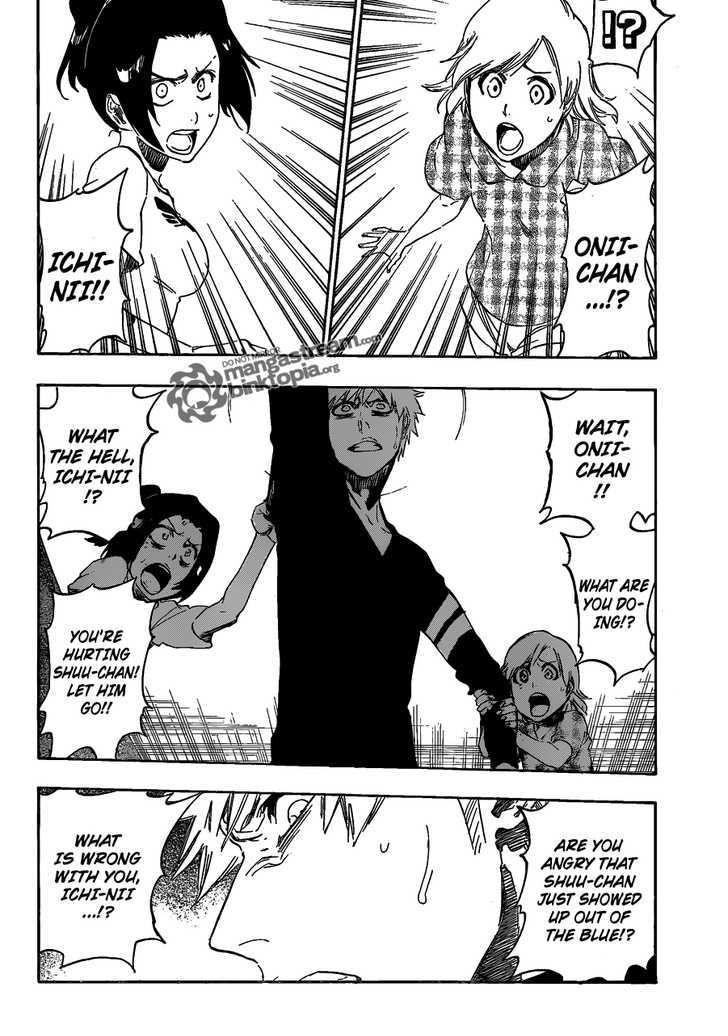 !?
ONII-
CHAN
...!?
ICHI-
NII!!
DO NOT MIRROR
mangastream.com
binktopia.org
WAIT,
ONII-
CHAN
!!
WHAT ARE
YOU DO-
ING!?
WHAT
THE HELL,
ICHI-NII
!?
YOU'RE
HURTING
SHUU-CHAN!
LET HIM
GO!!
ARE YOU
ANGRY THAT
SHUU-CHAN
JUST SHOWED
UP OUT OF
THE BLUE!?
WHAT
IS WRONG
WITH YOU,
ICHI-NII
...!?